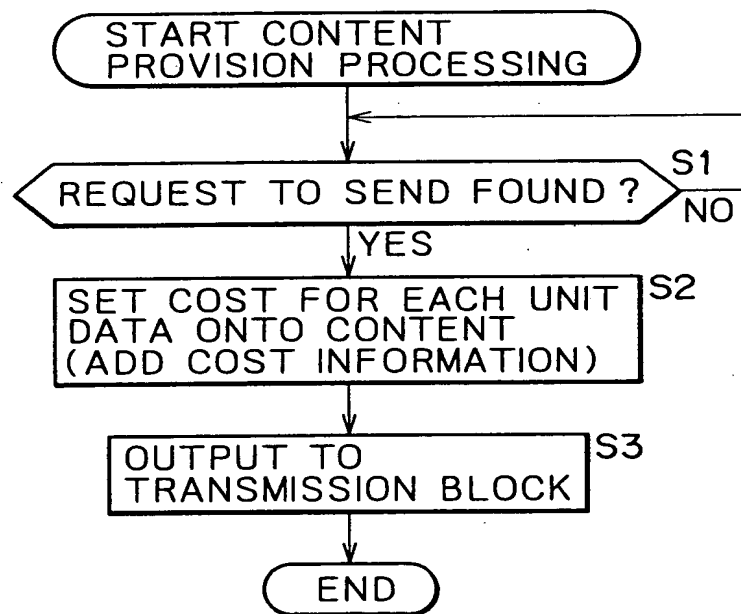 START CONTENT
PROVISION PROCESSING
REQUEST TO SEND FOUND ?
S1
NO
YES
SET COST FOR EACH UNIT
DATA ONTO CONTENT
(ADD COST INFORMATION)
S2
OUTPUT TO
TRANSMISSION BLOCK
S3
END